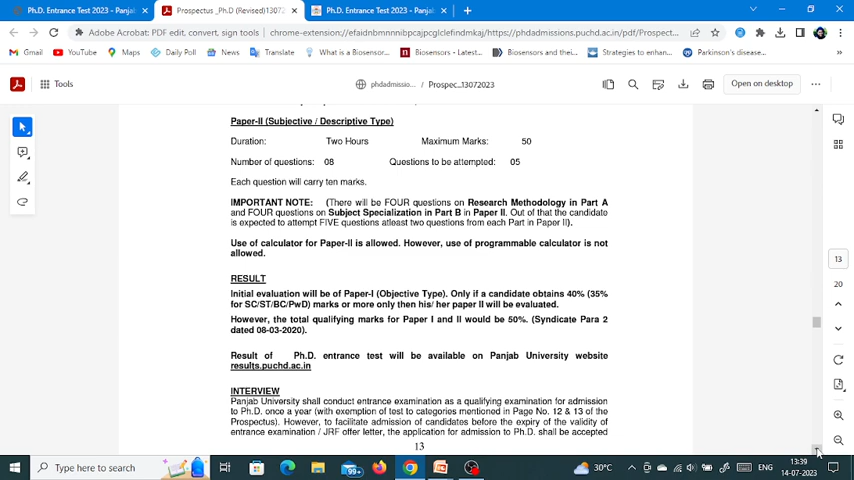 Ph.D. Entrance Test 2023 - Panjab
Prospectus _Ph.D (Revised)13072
Ph.D. Entrance Test 2023 - Panjab
Adobe Acrobat: PDF edit, convert, sign tools
chrome-extension://efaidnbmnnnibpcajpcglclefindmkaj/https://phdadmissions.puchd.ac.in/pdf/Prospect...
Gmail
YouTube
Maps
Daily Poll
News
Translate
What is a Biosensor...
Biosensors - Latest...
Biosensors and thei...
Strategies to enhan...
Parkinson's disease...
Tools
phdadmissio...
/
Prospec...13072023
Open on desktop
Paper-II (Subjective / Descriptive Type)
Duration: Two Hours Maximum Marks: 50
Number of questions: 08 Questions to be attempted: 05
Each question will carry ten marks.
IMPORTANT NOTE: (There will be FOUR questions on Research Methodology in Part A
and FOUR questions on Subject Specialization in Part B in Paper II. Out of that the candidate
is expected to attempt FIVE questions atleast two questions from each Part in Paper II).
Use of calculator for Paper-II is allowed. However, use of programmable calculator is not
allowed.
RESULT
Initial evaluation will be of Paper-I (Objective Type). Only if a candidate obtains 40% (35%
for SC/ST/BC/PwD) marks or more only then his/ her paper II will be evaluated.
However, the total qualifying marks for Paper I and II would be 50%. (Syndicate Para 2
dated 08-03-2020).
Result of Ph.D. entrance test will be available on Panjab University website
results.puchd.ac.in
INTERVIEW
Panjab University shall conduct entrance examination as a qualifying examination for admission
to Ph.D. once a year (with exemption of test to categories mentioned in Page No. 12 & 13 of the
Prospectus). However, to facilitate admission of candidates before the expiry of the validity of
entrance examination / JRF offer letter, the application for admission to Ph.D. shall be accepted
13
13
20
Type here to search
99+
30°C
ENG
13:39
14-07-2023